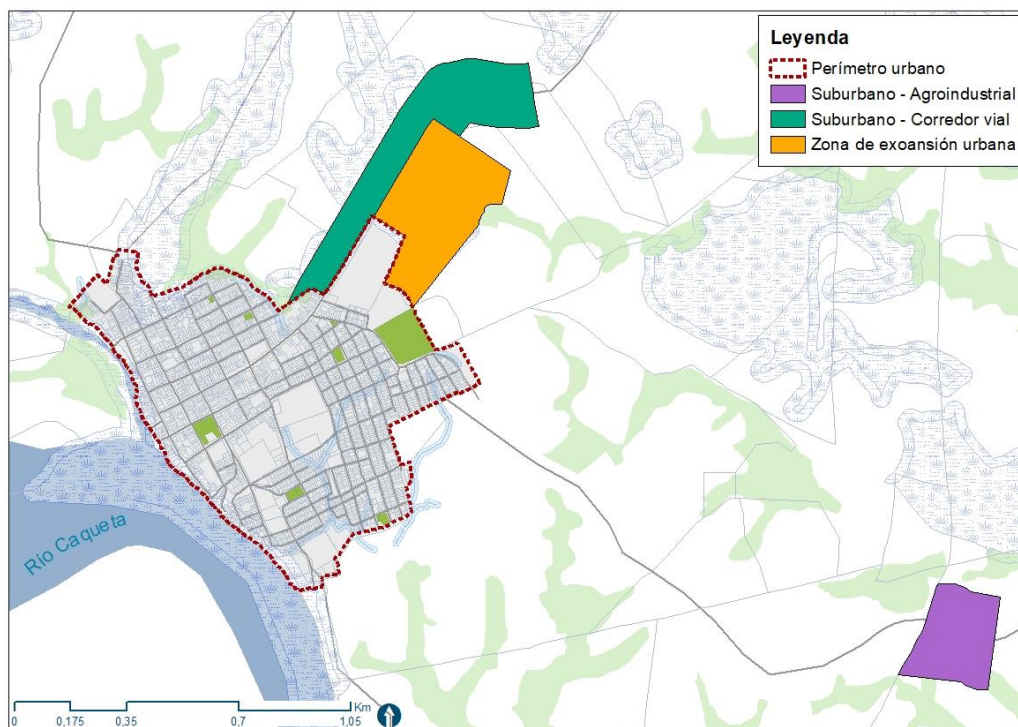 Leyenda
Perímetro urbano
Suburbano - Agroindustrial
Suburbano - Corredor vial
Zona de exoansión urbana
Río Caqueta
Km
0 0,175 0,35 0,7 1,05